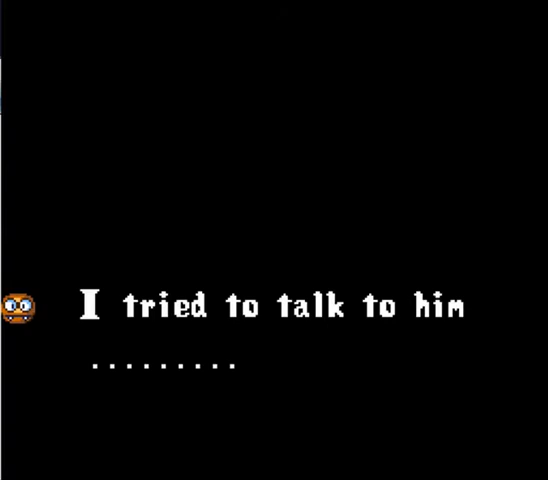 I tried to talk to him
.........